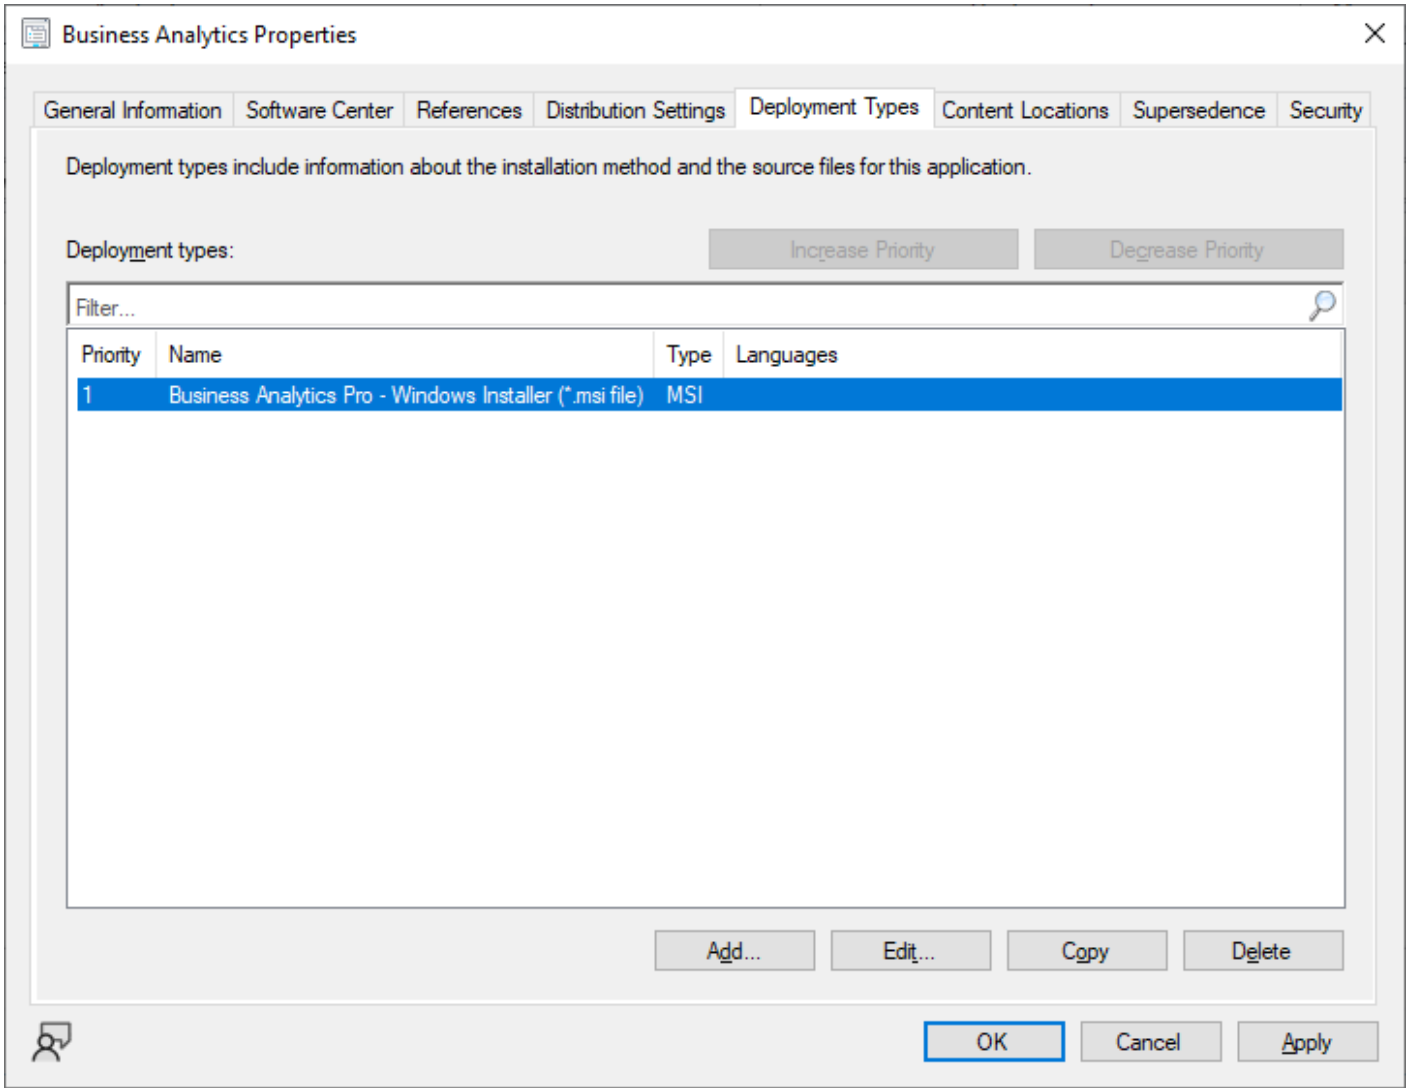 Business Analytics Properties
General Information Software Center References Distribution Settings Deployment Types Content Locations Supersedence Security
Deployment types include information about the installation method and the source files for this application.
Deployment types: Increase Priority Decrease Priority
Filter...
Priority Name Type Languages
1 Business Analytics Pro - Windows Installer (*.msi file) MSI
Add... Edit... Copy Delete
OK Cancel Apply